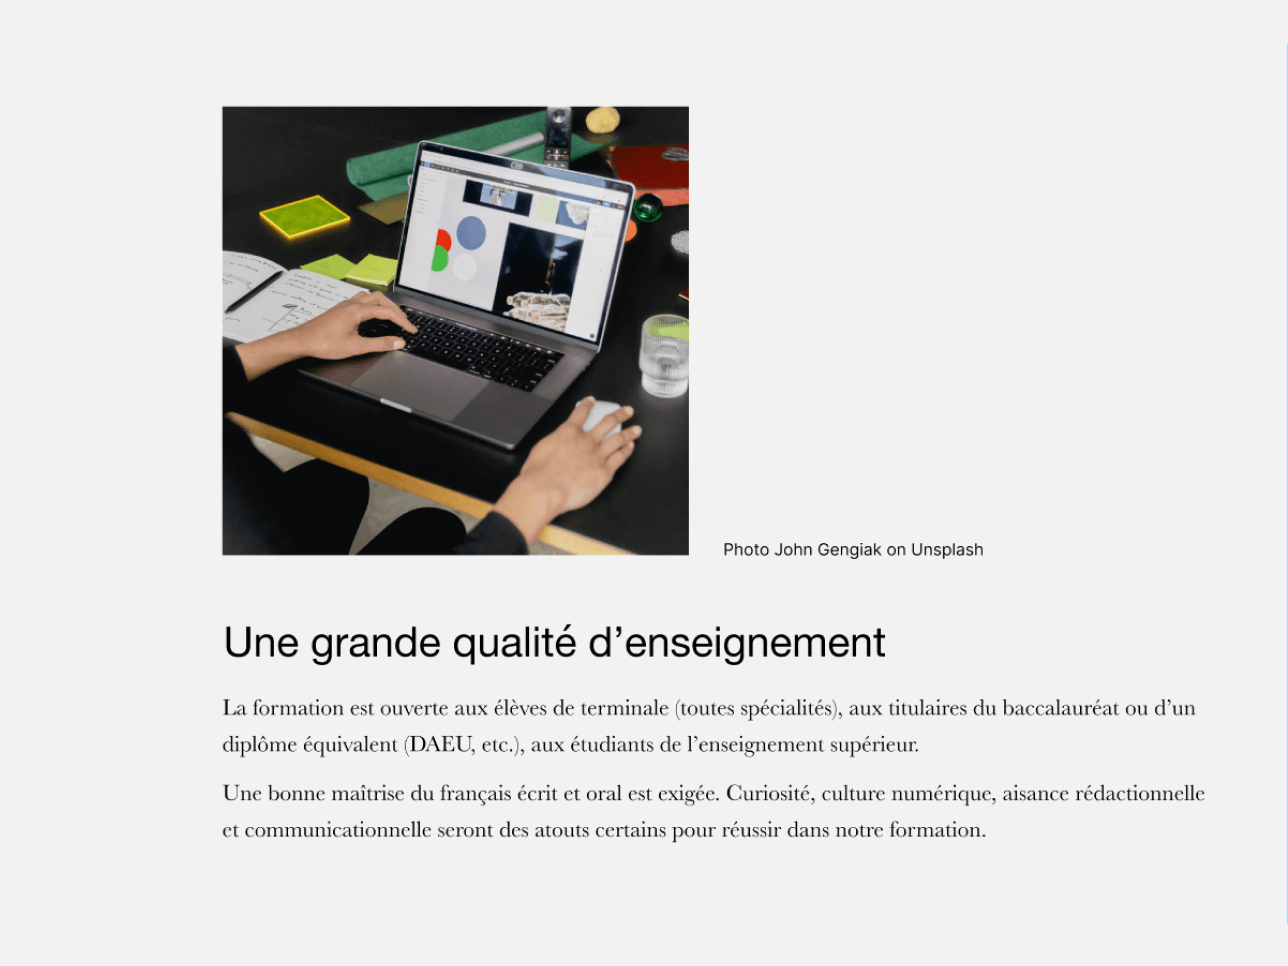 Photo John Gengiak on Unsplash
Une grande qualité d’enseignement
La formation est ouverte aux élèves de terminale (toutes spécialités), aux titulaires du baccalauréat ou d’un
diplôme équivalent (DAEU, etc.), aux étudiants de l’enseignement supérieur.
Une bonne maîtrise du français écrit et oral est exigée. Curiosité, culture numérique, aisance rédactionnelle
et communicationnelle seront des atouts certains pour réussir dans notre formation.